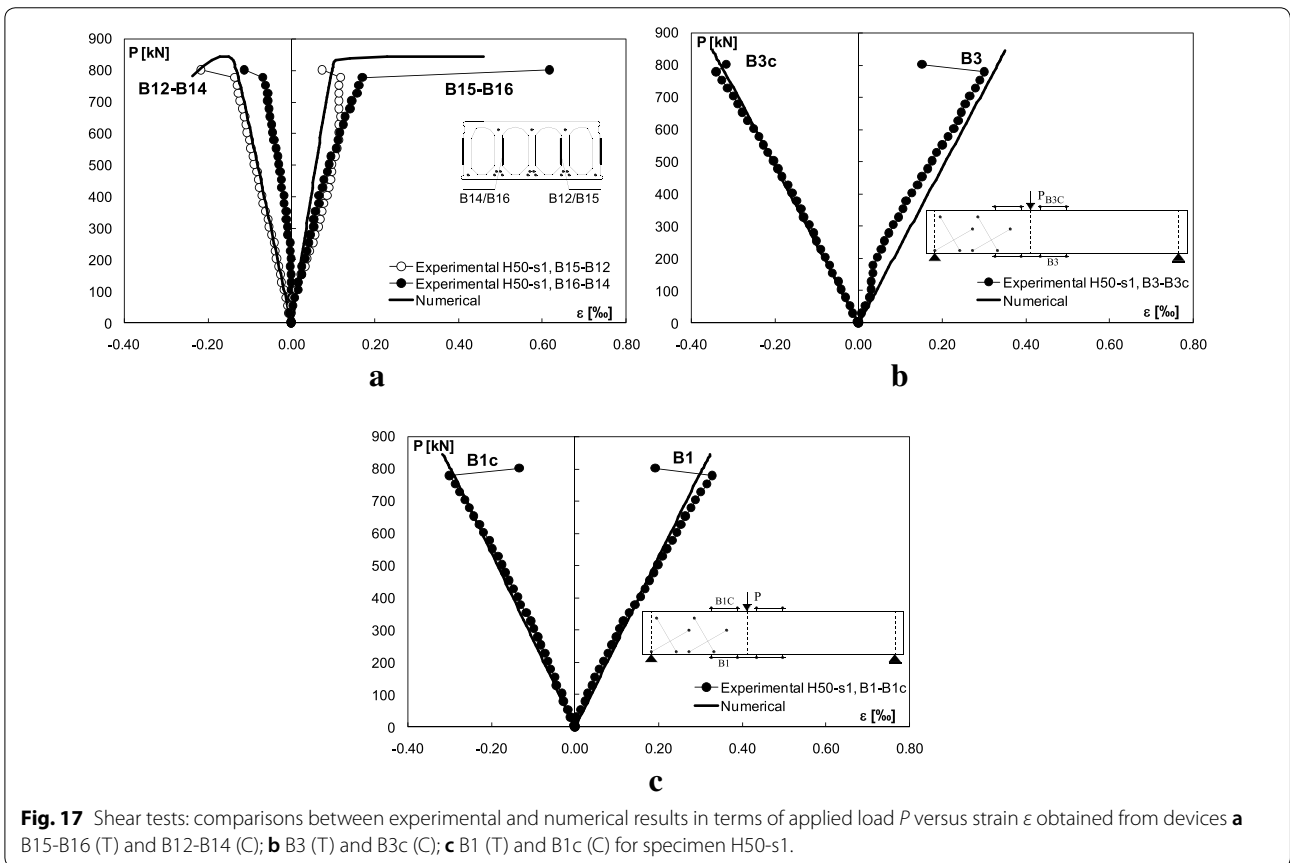 900
P [kN]
800
B12-B14
B15-B16
700
600
500
400
B14/B16
B12/B15
300
200
Experimental H50-s1, B15-B12
Experimental H50-s1, B16-B14
100
Numerical
ε [‰]
0
-0.40
-0.20
0.00
0.20
0.40
0.60
0.80
a
900
P [kN]
800
B3c
B3
700
600
500
400
P
B3C
300
200
B3
Experimental H50-s1, B3-B3c
100
Numerical
ε [‰]
0
-0.40
-0.20
0.00
0.20
0.40
0.60
0.80
b
900
P [kN]
800
B1c
B1
700
600
500
400
B1C
P
300
200
B1
Experimental H50-s1, B1-B1c
100
Numerical
ε [‰]
0
-0.40
-0.20
0.00
0.20
0.40
0.60
0.80
c
Fig. 17 Shear tests: comparisons between experimental and numerical results in terms of applied load P versus strain ε obtained from devices a
B15-B16 (T) and B12-B14 (C); b B3 (T) and B3c (C); c B1 (T) and B1c (C) for specimen H50-s1.